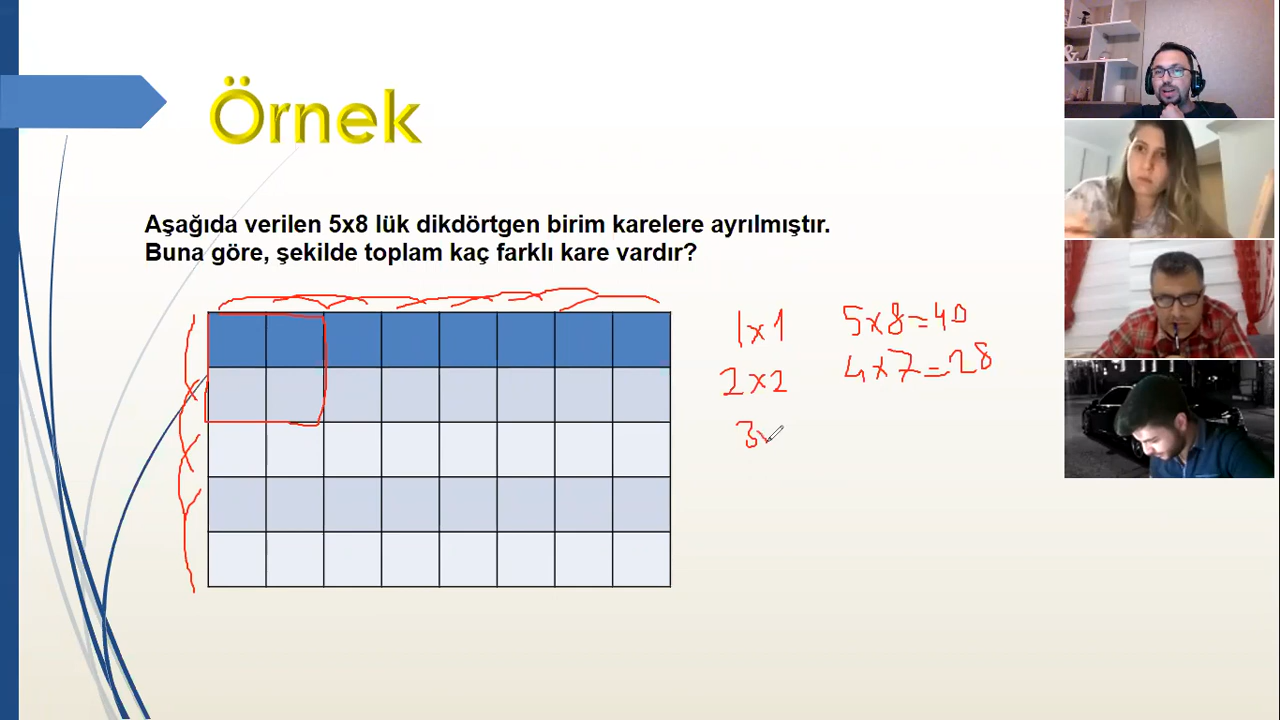 Örnek
Aşağıda verilen 5x8 lük dikdörtgen birim karelere ayrılmıştır.
Buna göre, şekilde toplam kaç farklı kare vardır?
1x1 5x8=40
2x2 4x7=28
3x